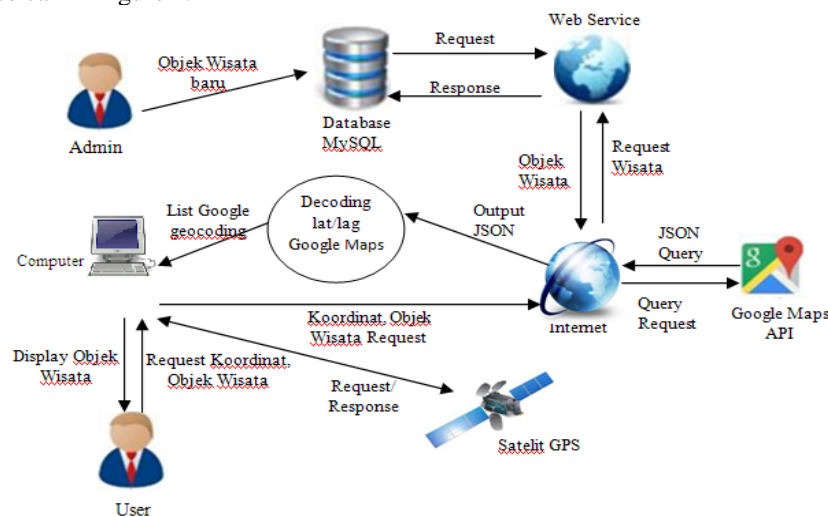 Web Service
Request
Objek Wisata
baru
Response
Database
MySQL
Admin
Objek
Wisata
Request
Wisata
Decoding
lat/lag
Google Maps
List Google
geocoding
Output
JSON
JSON
Query
Computer
Internet
Query
Request
Google Maps
API
Koordinat, Objek
Wisata Request
Display Objek
Wisata
Request Koordinat,
Objek Wisata
Request/
Response
Satelit GPS
User